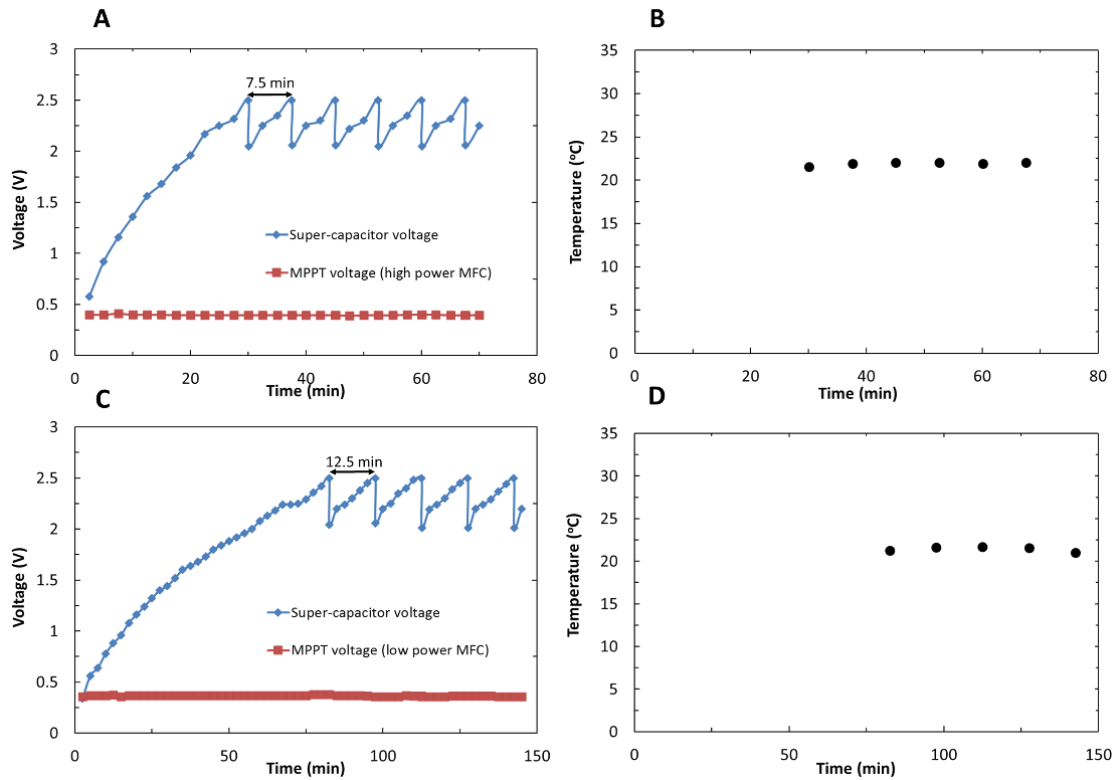 A
Voltage (V)
3
2.5
2
1.5
1
0.5
0
7.5 min
Super-capacitor voltage
MPPT voltage (high power MFC)
0
20
40
60
80
Time (min)
B
Temperature (°C)
35
30
25
20
15
10
5
0
0
20
40
60
80
Time (min)
C
Voltage (V)
3
2.5
2
1.5
1
0.5
0
12.5 min
Super-capacitor voltage
MPPT voltage (low power MFC)
0
50
100
150
Time (min)
D
Temperature (°C)
35
30
25
20
15
10
5
0
0
50
100
150
Time (min)